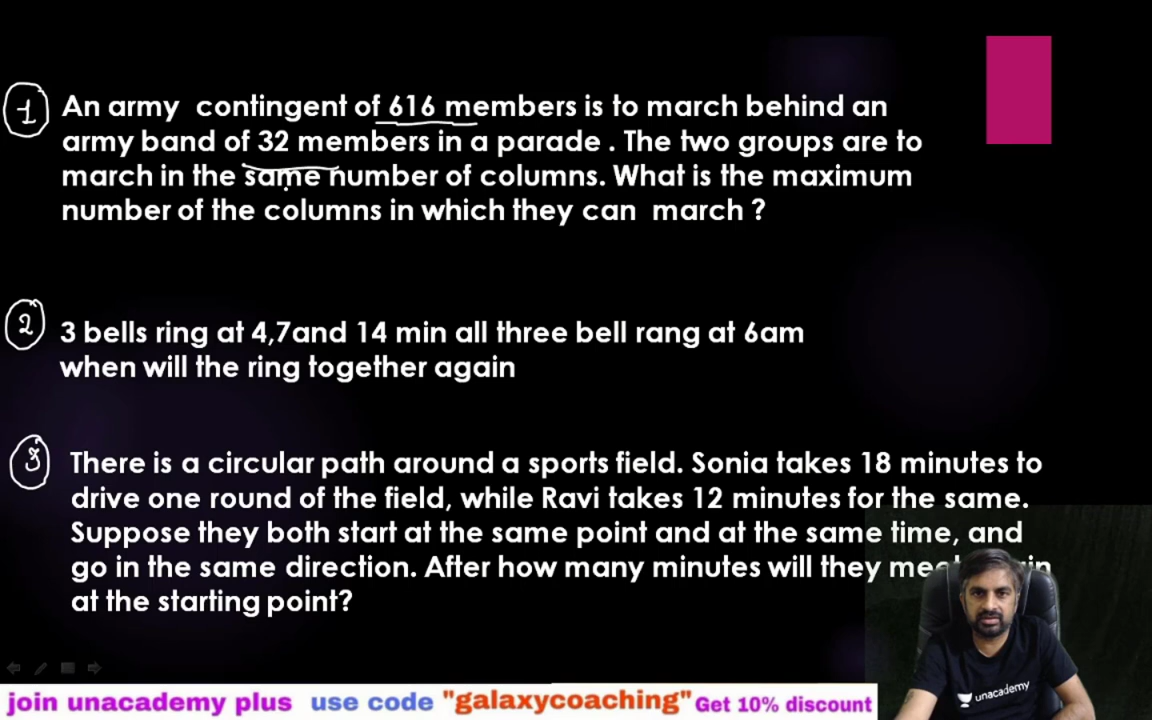 1
An army contingent of 616 members is to march behind an
army band of 32 members in a parade . The two groups are to
march in the same number of columns. What is the maximum
number of the columns in which they can march ?
2
3 bells ring at 4,7and 14 min all three bell rang at 6am
when will the ring together again
3
There is a circular path around a sports field. Sonia takes 18 minutes to
drive one round of the field, while Ravi takes 12 minutes for the same.
Suppose they both start at the same point and at the same time, and
go in the same direction. After how many minutes will they
at the starting point?
unacademy
join unacademy plus use code "galaxycoaching" Get 10% discount